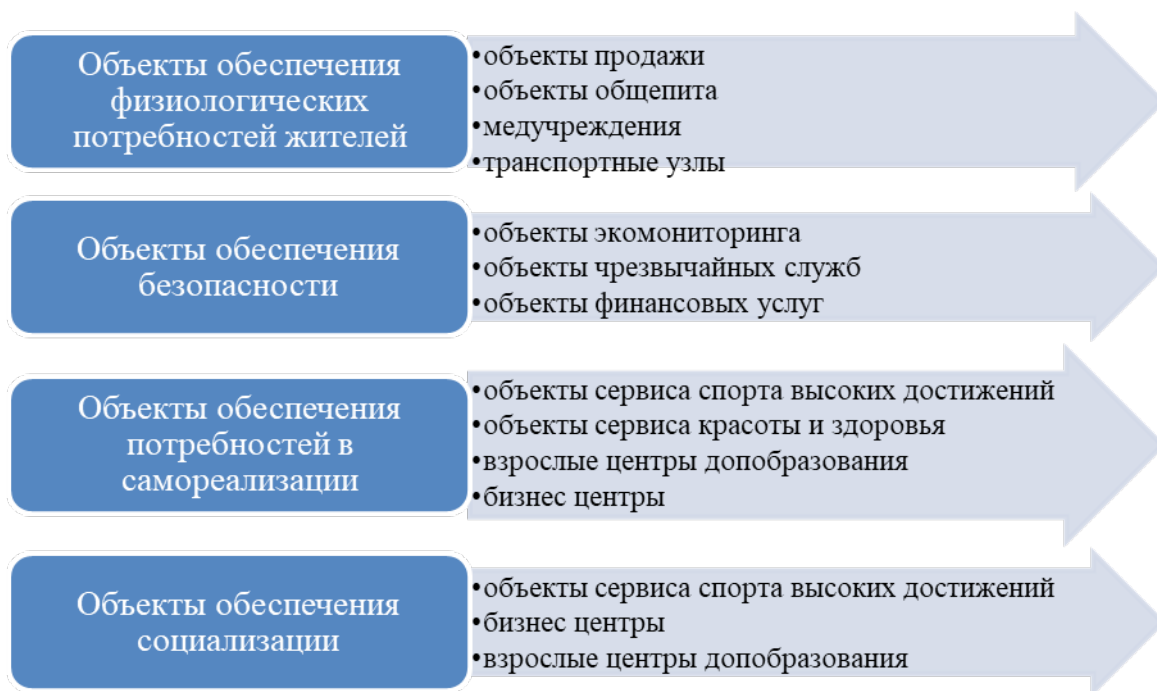 Объекты обеспечения
физиологических
потребностей жителей
•объекты продажи
•объекты общепита
•медучреждения
•транспортные узлы
Объекты обеспечения
безопасности
•объекты экомониторинга
•объекты чрезвычайных служб
•объекты финансовых услуг
Объекты обеспечения
потребностей в
самореализации
•объекты сервиса спорта высоких достижений
•объекты сервиса красоты и здоровья
•взрослые центры допобразования
•бизнес центры
Объекты обеспечения
социализации
•объекты сервиса спорта высоких достижений
•бизнес центры
•взрослые центры допобразования